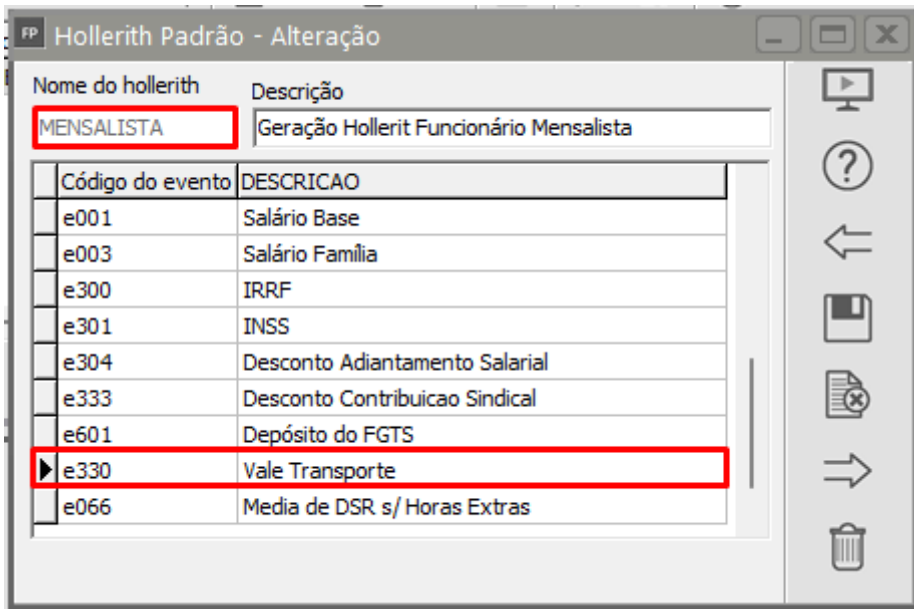 FP Hollerith Padrão - Alteração
Nome do hollerith Descrição
MENSALISTA Geração Hollerit Funcionário Mensalista
Código do evento DESCRICAO
e001 Salário Base
e003 Salário Família
e300 IRRF
e301 INSS
e304 Desconto Adiantamento Salarial
e333 Desconto Contribuicao Sindical
e601 Depósito do FGTS
e330 Vale Transporte
e066 Media de DSR s/ Horas Extras